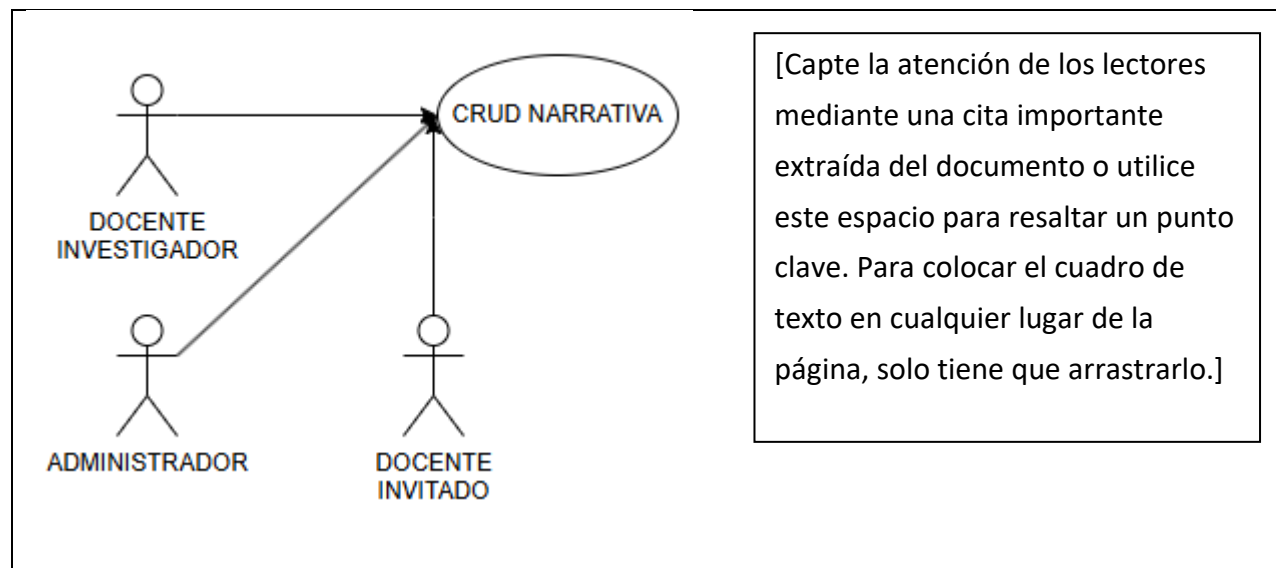 CRUD NARRATIVA
DOCENTE
INVESTIGADOR
ADMINISTRADOR
DOCENTE
INVITADO
[Capte la atención de los lectores
mediante una cita importante
extraída del documento o utilice
este espacio para resaltar un punto
clave. Para colocar el cuadro de
texto en cualquier lugar de la
página, solo tiene que arrastrarlo.]